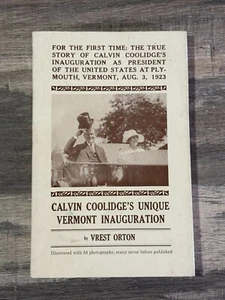 FOR THE FIRST TIME: THE TRUE
STORY OF CALVIN COOLIDGE'S
INAUGURATION AS PRESIDENT
OF THE UNITED STATES AT PLY-
MOUTH, VERMONT, AUG. 3, 1923
CALVIN COOLIDGE'S UNIQUE
VERMONT INAUGURATION
by VREST ORTON
Illustrated with 24 photographs, many never before published